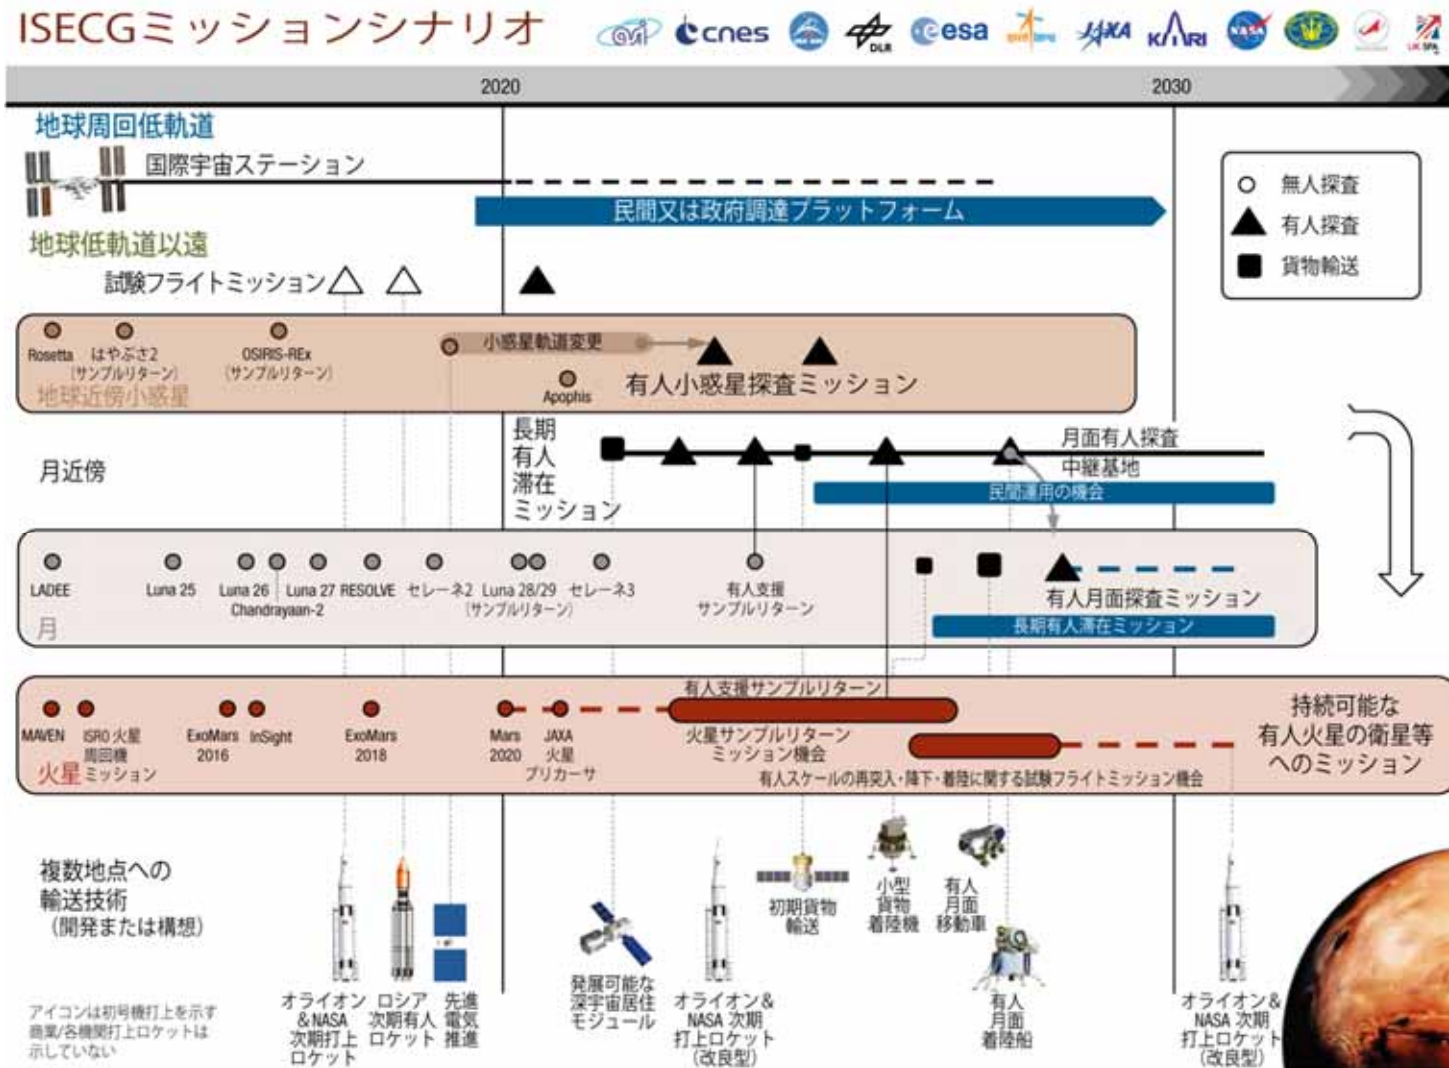 ISECGミッションシナリオ
cnes
DLR
esa
JAXA
KARI
NASA
2020
2030
地球周回低軌道
国際宇宙ステーション
民間又は政府調達プラットフォーム
無人探査
有人探査
貨物輸送
地球低軌道以遠
試験フライトミッション
小惑星軌道変更
Rosetta
はやぶさ2
(サンプルリターン)
OSIRIS-REx
(サンプルリターン)
Apophis
有人小惑星探査ミッション
地球近傍小惑星
月近傍
長期
有人
滞在
ミッション
月面有人探査
中継基地
民間運用の機会
LADEE
Luna 25
Luna 26
Chandrayaan-2
Luna 27
RESOLVE
セレーネ2
Luna 28/29
(サンプルリターン)
セレーネ3
有人支援
サンプルリターン
有人月面探査ミッション
長期有人滞在ミッション
月
有人支援サンプルリターン
MAVEN
ISRO 火星
周回機
ミッション
ExoMars
2016
InSight
ExoMars
2018
Mars
2020
JAXA
火星
プリカーサ
火星サンプルリターン
ミッション機会
有人スケールの再突入・降下・着陸に関する試験フライトミッション機会
持続可能な
有人火星の衛星等
へのミッション
火星
複数地点への
輸送技術
(開発または構想)
アイコンは初号機打上を示す
商業/各機関打上ロケットは
示していない
オライオン
&NASA
次期打上
ロケット
ロシア
次期有人
ロケット
先進
電気
推進
発展可能な
深宇宙居住
モジュール
オライオン&
NASA 次期
打上ロケット
(改良型)
初期貨物
輸送
小型
貨物
着陸機
有人
月面
移動車
有人
月面
着陸船
オライオン&
NASA 次期
打上ロケット
(改良型)